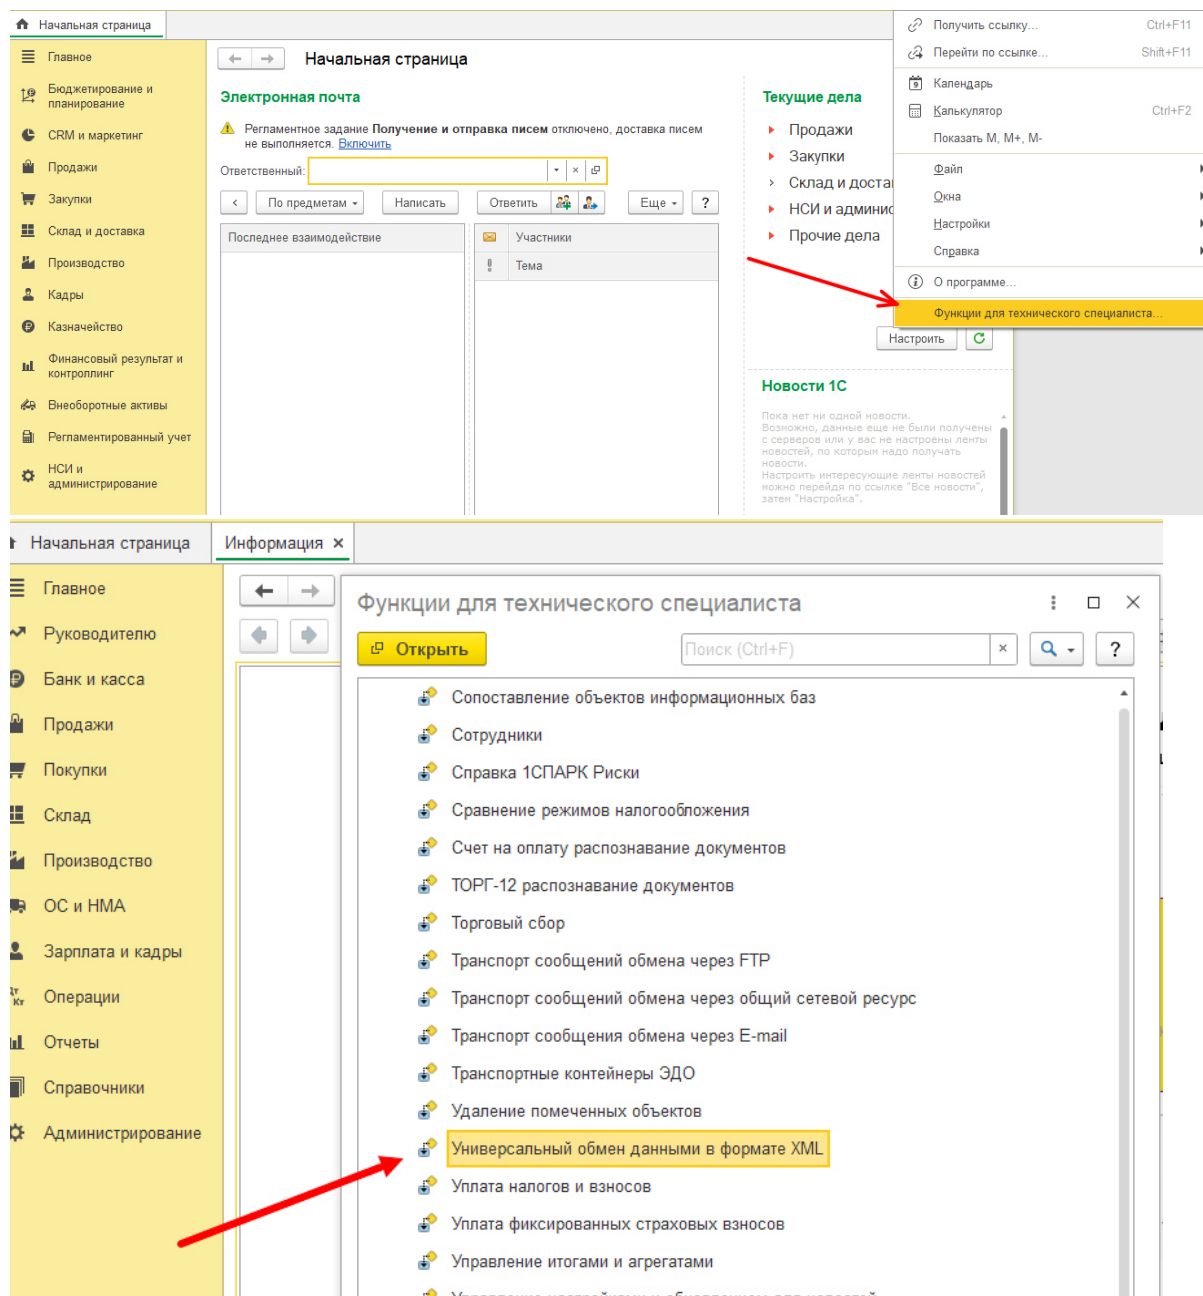 Начальная страница
Получить ссылку... Ctrl+F11
Перейти по ссылке... Shift+F11
Календарь
Калькулятор Ctrl+F2
Показать M, M+, M-
Файл
Окна
Настройки
Справка
О программе...
Функции для технического специалиста...
Главное
Бюджетирование и
планирование
CRM и маркетинг
Продажи
Закупки
Склад и доставка
Производство
Кадры
Казначейство
Финансовый результат и
контроллинг
Внеоборотные активы
Регламентированный учет
НСИ и
администрирование
Начальная страница
Электронная почта
Регламентное задание Получение и отправка писем отключено, доставка писем
не выполняется. Включить
Ответственный:
По предметам Написать Ответить Еще ?
Последнее взаимодействие
Участники
Тема
Текущие дела
Продажи
Закупки
Склад и доста
НСИ и админис
Прочие дела
Настроить
Новости 1С
Пока нет ни одной новости.
Возможно, данные еще не были получены
с серверов или у вас не настроены ленты
новостей, по которым надо получать
новости.
Настроить интересующие ленты новостей
можно перейдя по ссылке "Все новости",
затем "Настройка".
Начальная страница Информация ×
Главное
Руководителю
Банк и касса
Продажи
Покупки
Склад
Производство
ОС и НМА
Зарплата и кадры
Операции
Отчеты
Справочники
Администрирование
Функции для технического специалиста
Открыть Поиск (Ctrl+F) × ?
Сопоставление объектов информационных баз
Сотрудники
Справка 1СПАРК Риски
Сравнение режимов налогообложения
Счет на оплату распознавание документов
ТОРГ-12 распознавание документов
Торговый сбор
Транспорт сообщений обмена через FTP
Транспорт сообщений обмена через общий сетевой ресурс
Транспорт сообщения обмена через E-mail
Транспортные контейнеры ЭДО
Удаление помеченных объектов
Универсальный обмен данными в формате XML
Уплата налогов и взносов
Уплата фиксированных страховых взносов
Управление итогами и агрегатами